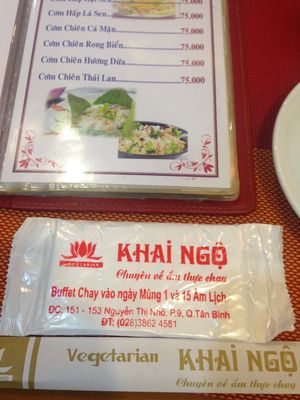 Cơm Hấp Lá Sen 75.000
Cơm Chiên Cá Mặn 75.000
Cơm Chiên Rong Biển 75.000
Cơm Chiên Hương Dừa 75.000
Cơm Chiên Thái Lan 75.000
VEGETARIAN
KHAI NGỘ
Chuyên về ẩm thực chay
Buffet Chay vào ngày Mùng 1 và 15 Âm Lịch
ĐC: 151 - 153 Nguyễn Thị Nhỏ, P.9, Q.Tân Bình
ĐT: (028)3862 4581
Vegetarian KHAI NGỘ
Chuyên về ẩm thực chay